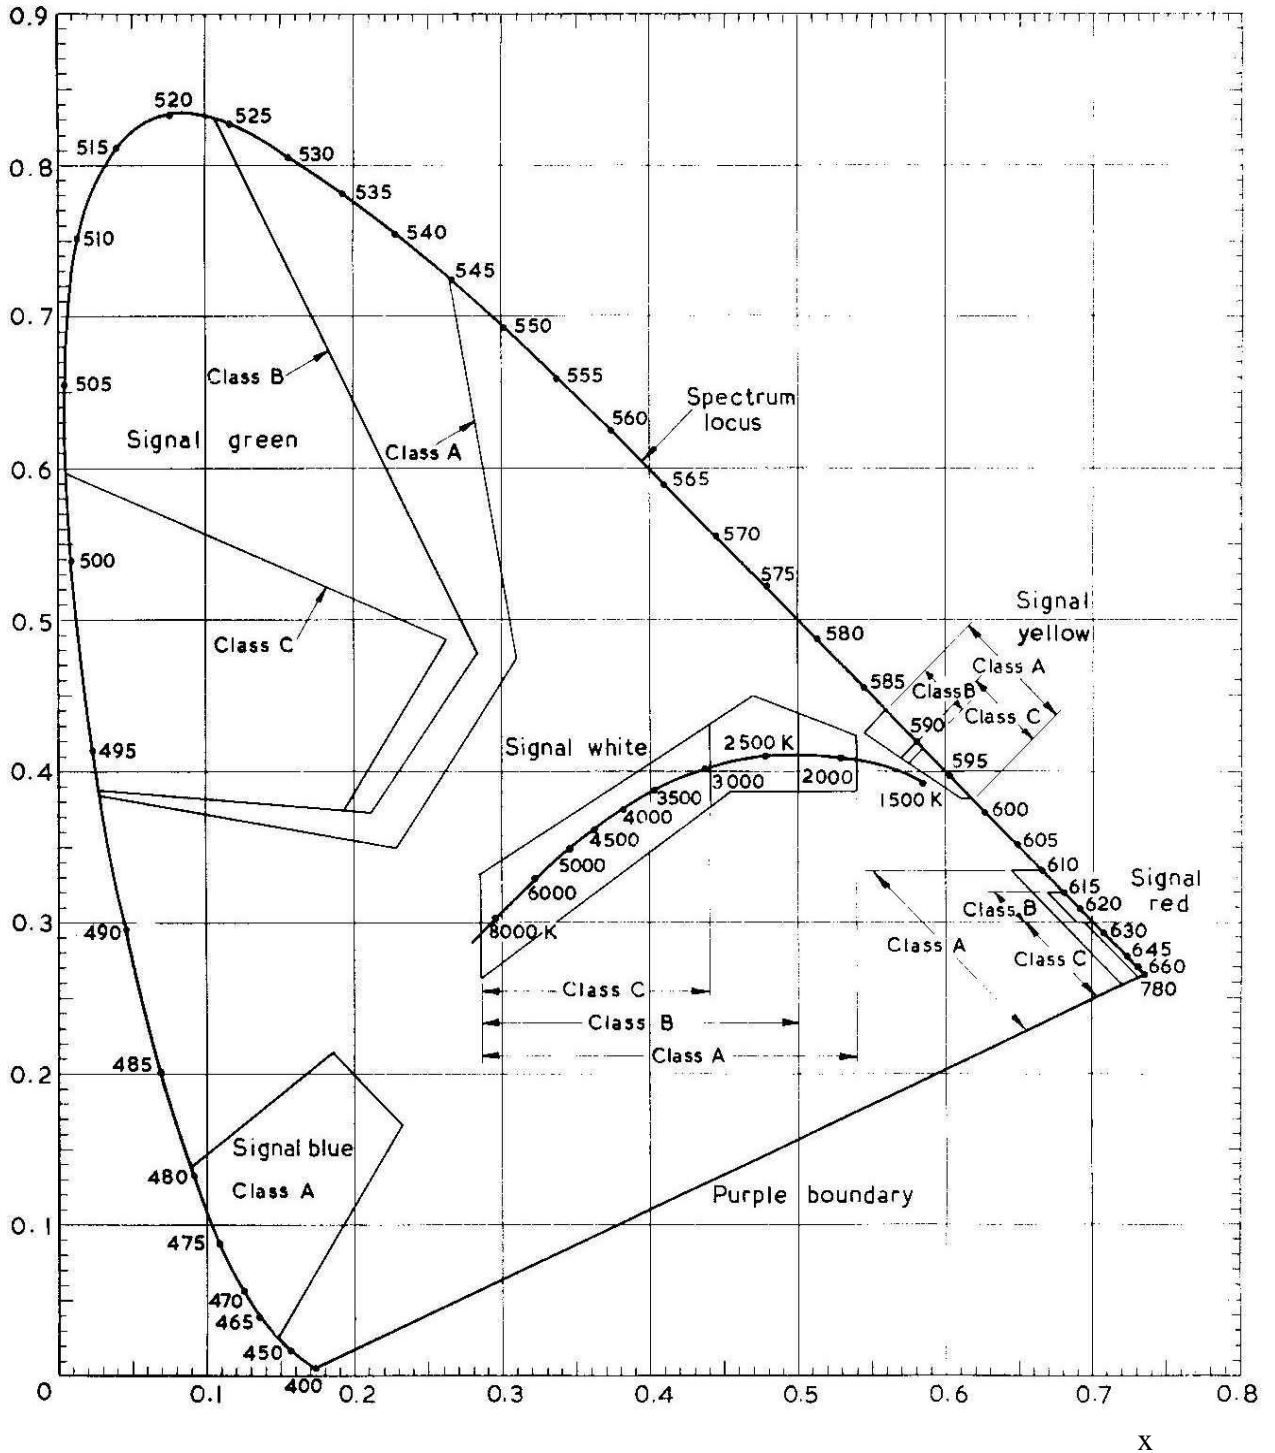 0.9
520
525
515
530
0.8
535
510
540
545
0.7
550
Class B
555
505
Spectrum
locus
560
Signal green
Class A
0.6
565
570
500
575
Signal
yellow
0.5
580
Class C
Class A
585
Class B
590
Class C
495
Signal white
2500 K
595
0.4
3000
2000
3500
1500 K
4000
600
4500
605
5000
610
6000
615
Signal
red
620
Class B
0.3
630
490
8000 K
Class A
645
Class C
660
780
Class C
Class B
Class A
485
0.2
Signal blue
480
Class A
Purple boundary
0.1
475
470
465
450
400
0
0.1
0.2
0.3
0.4
0.5
0.6
0.7
0.8
X